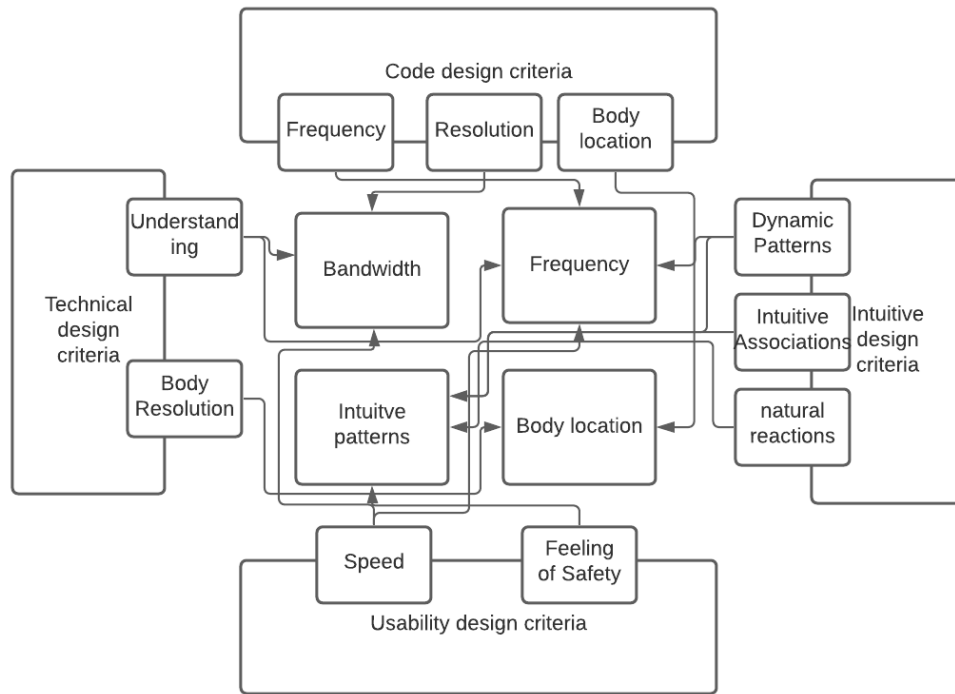 Code design criteria
Frequency
Resolution
Body
location
Understand
ing
Technical
design
criteria
Body
Resolution
Bandwidth
Frequency
Intuitve
patterns
Body location
Dynamic
Patterns
Intuitive
Associations
natural
reactions
Intuitive
design
criteria
Speed
Feeling
of Safety
Usability design criteria